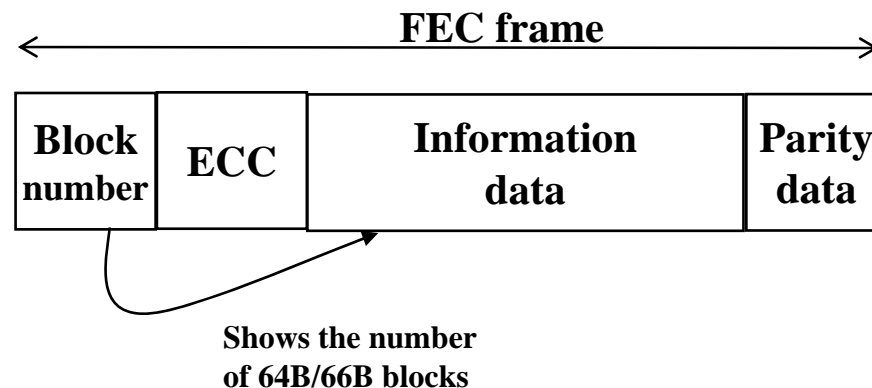 FEC frame
Block
number
ECC
Information
data
Parity
data
Shows the number
of 64B/66B blocks